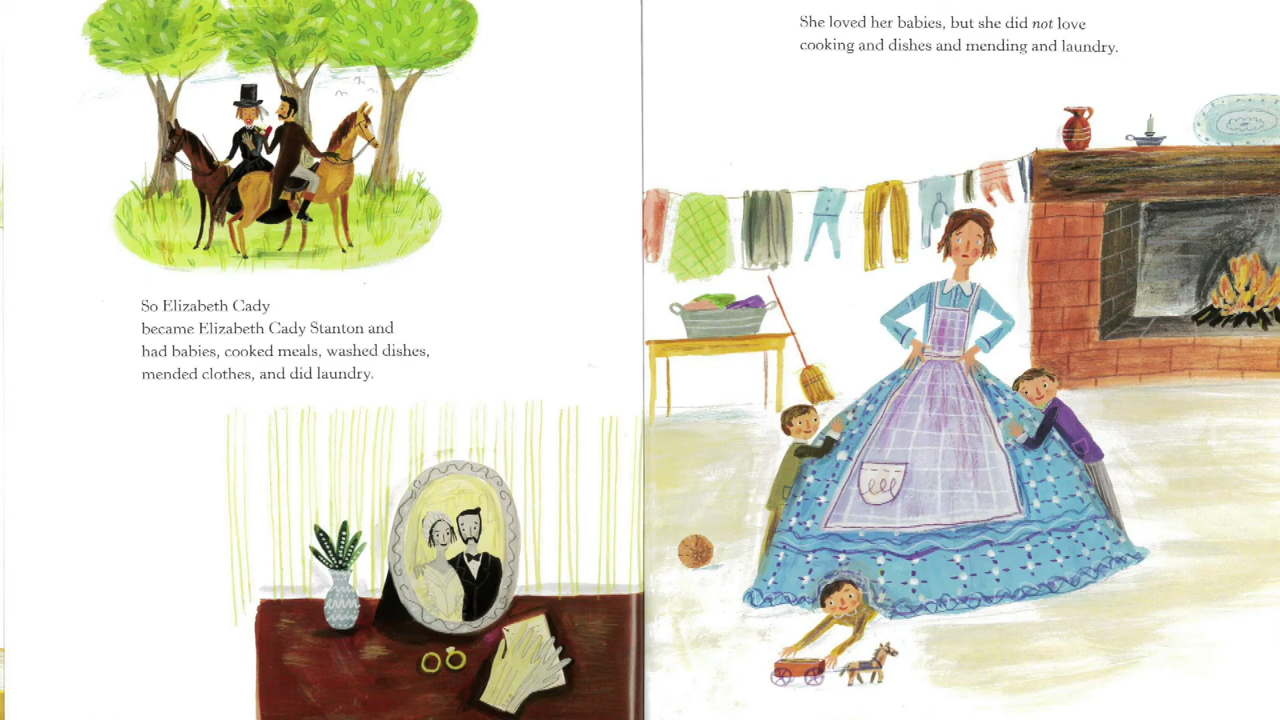 So Elizabeth Cady
became Elizabeth Cady Stanton and
had babies, cooked meals, washed dishes,
mended clothes, and did laundry.
She loved her babies, but she did not love
cooking and dishes and mending and laundry.